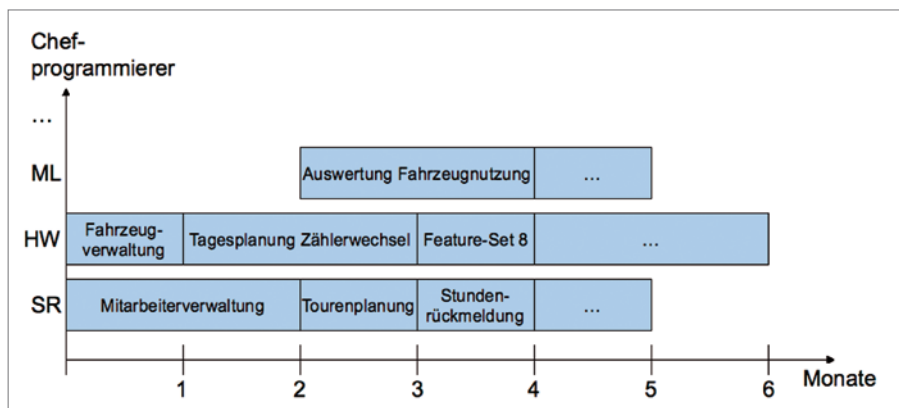 Chef-
programmierer
...
ML
Auswertung Fahrzeugnutzung
...
HW
Fahrzeug-
verwaltung
Tagesplanung Zählerwechsel
Feature-Set 8
...
SR
Mitarbeiterverwaltung
Tourenplanung
Stunden-
rückmeldung
...
1 2 3 4 5 6
Monate